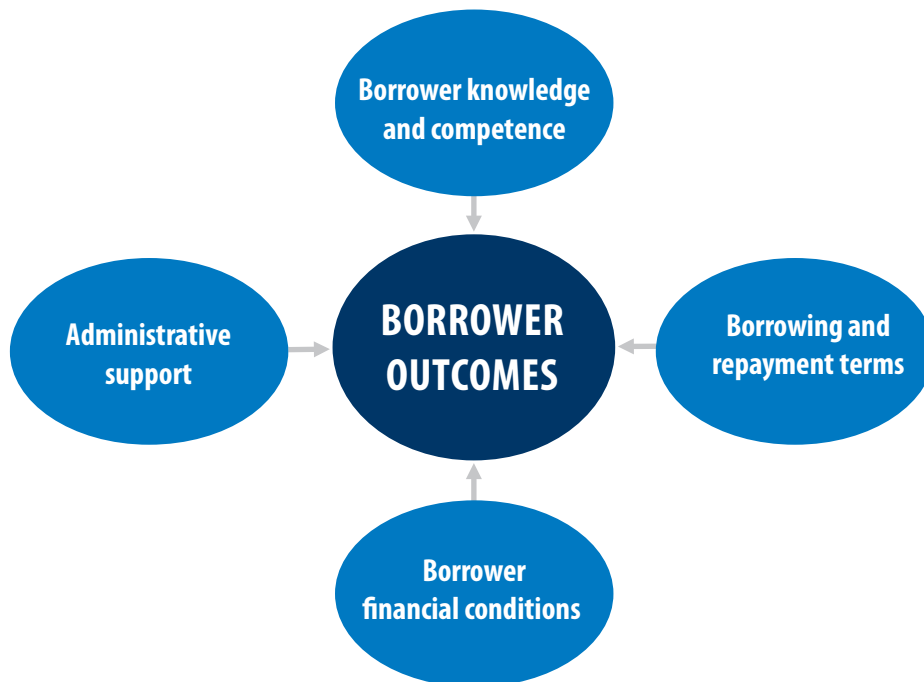 Borrower knowledge
and competence
Administrative
support
BORROWER
OUTCOMES
Borrowing and
repayment terms
Borrower
financial conditions